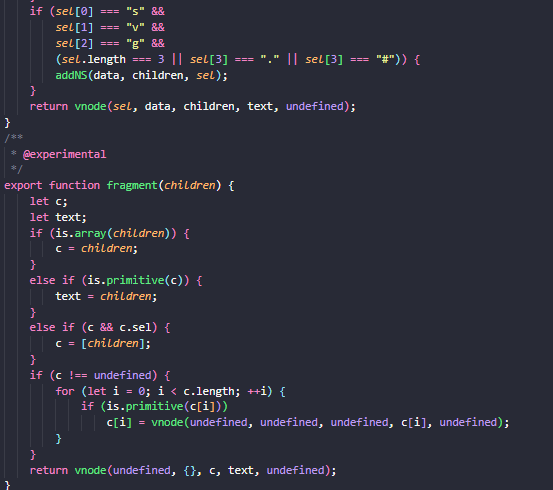 if (sel[0] === "s" &&
        sel[1] === "v" &&
        sel[2] === "g" &&
        (sel.length === 3 || sel[3] === "." || sel[3] === "#")) {
        addNS(data, children, sel);
    }
    return vnode(sel, data, children, text, undefined);
}
/**
 * @experimental
 */
export function fragment(children) {
    let c;
    let text;
    if (is.array(children)) {
        c = children;
    }
    else if (is.primitive(c)) {
        text = children;
    }
    else if (c && c.sel) {
        c = [children];
    }
    if (c !== undefined) {
        for (let i = 0; i < c.length; ++i) {
            if (is.primitive(c[i]))
                c[i] = vnode(undefined, undefined, undefined, c[i], undefined);
        }
    }
    return vnode(undefined, {}, c, text, undefined);
}